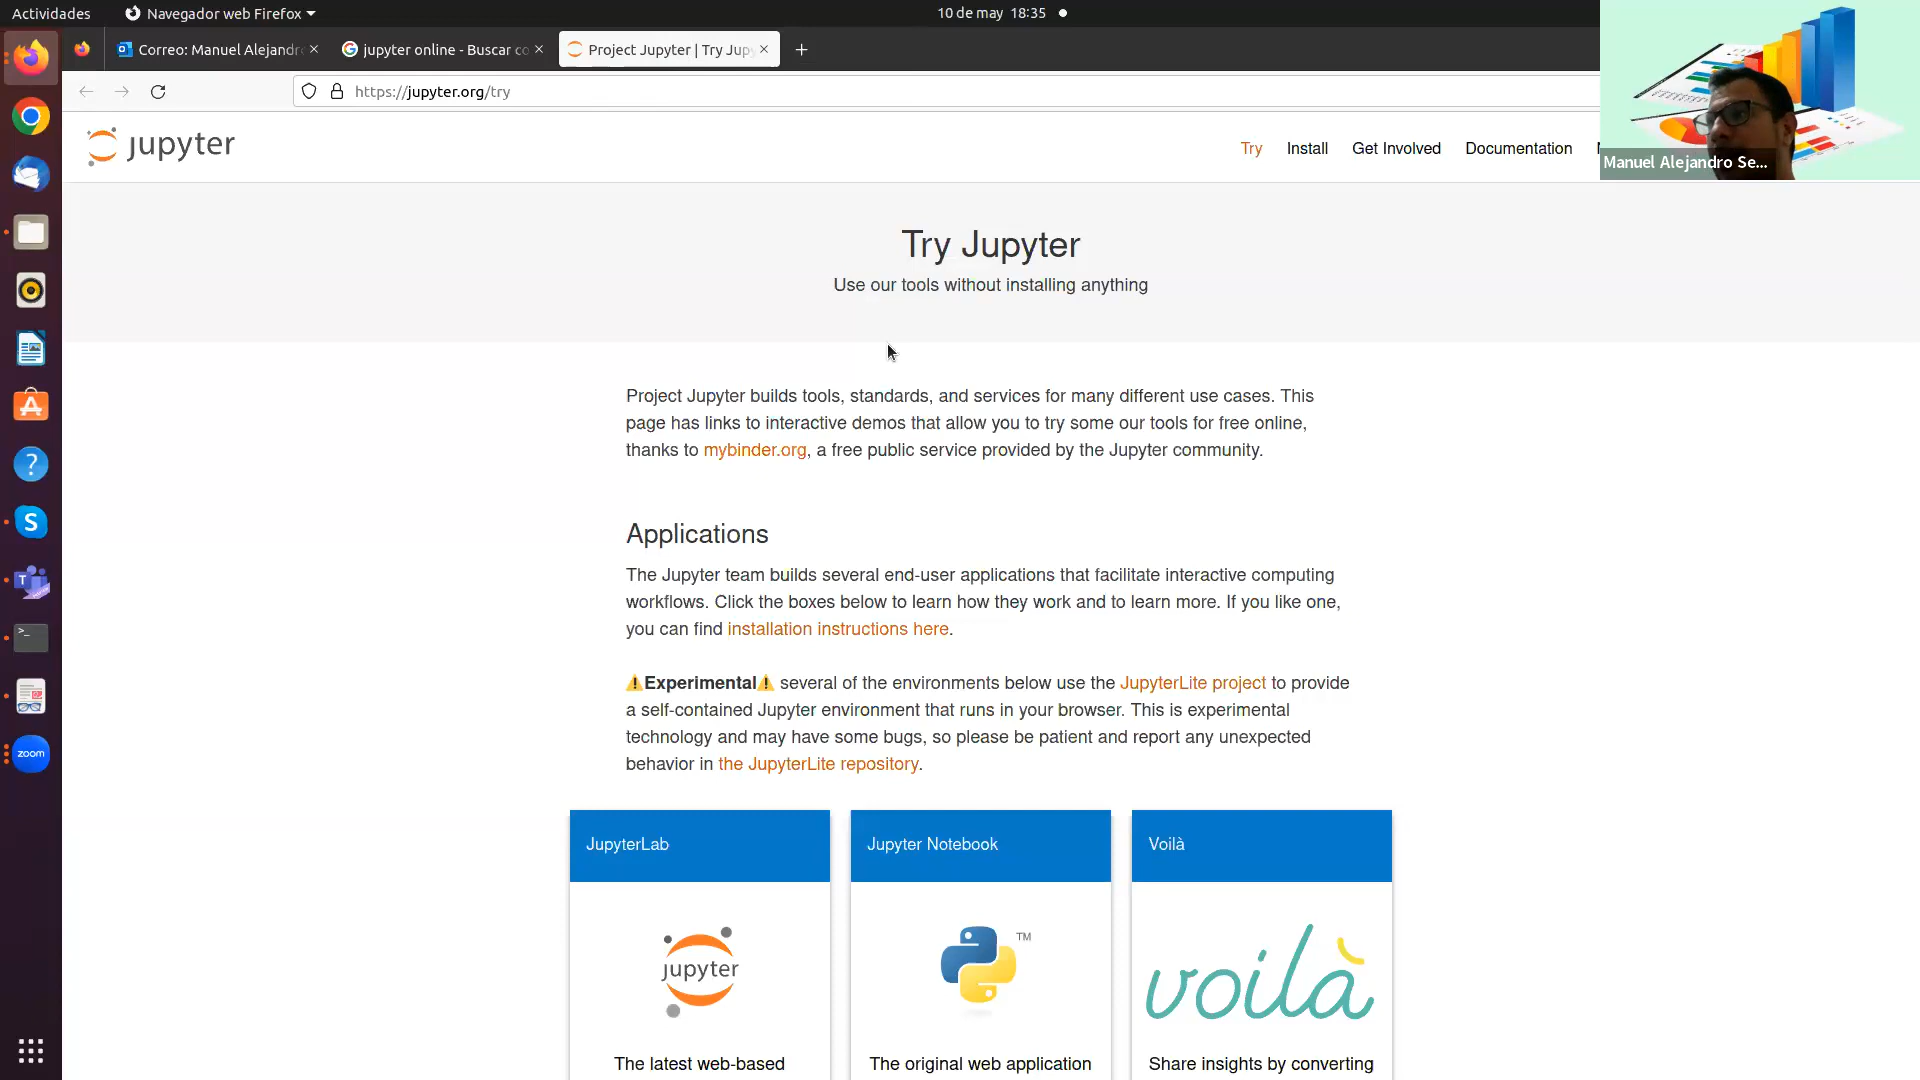 Actividades
Navegador web Firefox
10 de may 18:35
Correo: Manuel Alejandr
jupyter online - Buscar co
Project Jupyter | Try Jup
https://jupyter.org/try
jupyter
Try
Install
Get Involved
Documentation
Manuel Alejandro Se...
Try Jupyter
Use our tools without installing anything
Project Jupyter builds tools, standards, and services for many different use cases. This
page has links to interactive demos that allow you to try some our tools for free online,
thanks to mybinder.org, a free public service provided by the Jupyter community.
Applications
The Jupyter team builds several end-user applications that facilitate interactive computing
workflows. Click the boxes below to learn how they work and to learn more. If you like one,
you can find installation instructions here.
⚠️Experimental⚠️ several of the environments below use the JupyterLite project to provide
a self-contained Jupyter environment that runs in your browser. This is experimental
technology and may have some bugs, so please be patient and report any unexpected
behavior in the JupyterLite repository.
JupyterLab
Jupyter Notebook
Voilà
jupyter
TM
voilà
The latest web-based
The original web application
Share insights by converting
zoom